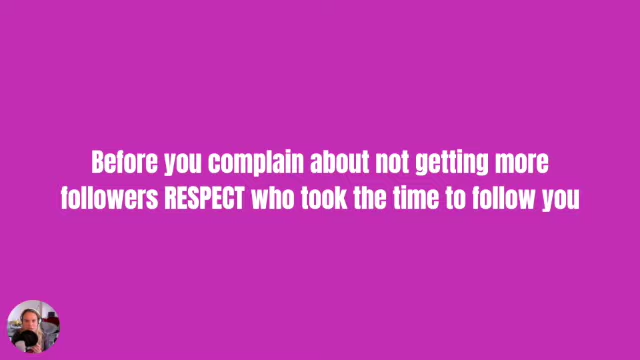 Before you complain about not getting more
followers RESPECT who took the time to follow you